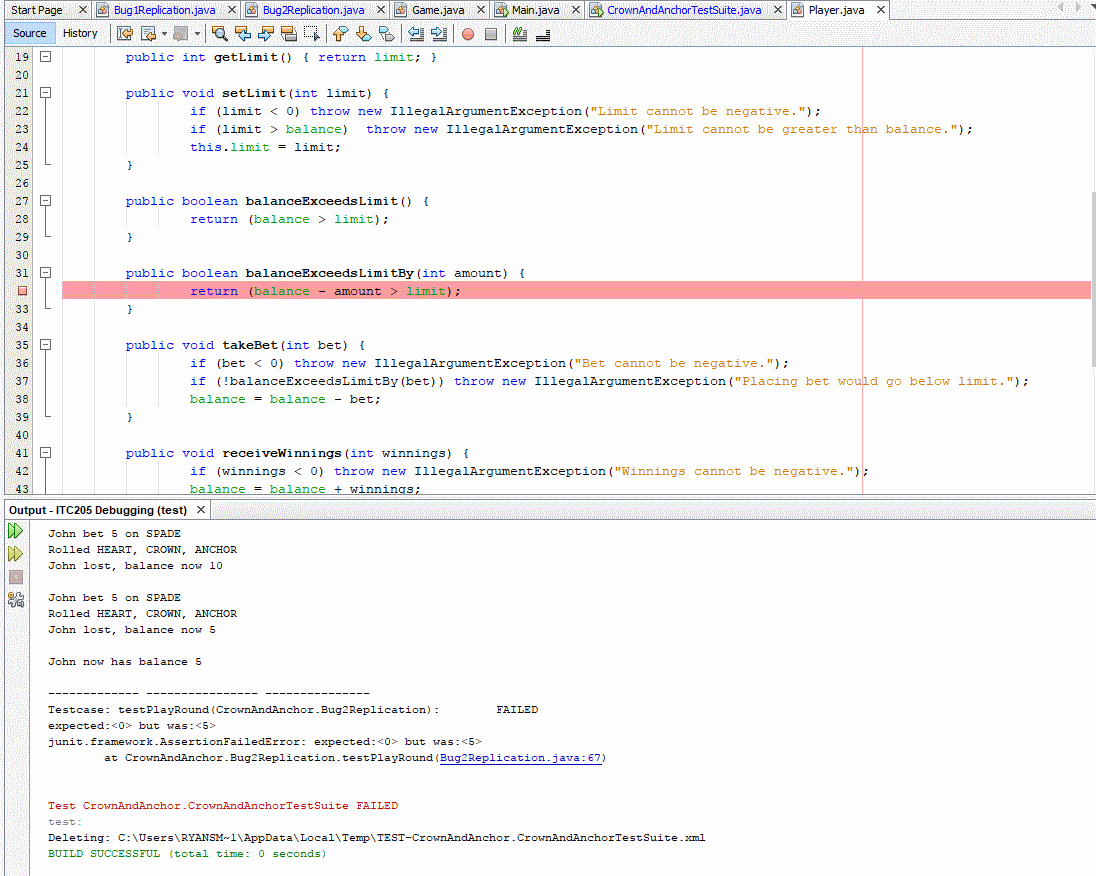 Start Page
Bug1Replication.java
Bug2Replication.java
Game.java
Main.java
CrownAndAnchorTestSuite.java
Player.java
Source
History
19 public int getLimit() { return limit; }
20
21 public void setLimit(int limit) {
22 if (limit < 0) throw new IllegalArgumentException("Limit cannot be negative.");
23 if (limit > balance)  throw new IllegalArgumentException("Limit cannot be greater than balance.");
24 this.limit = limit;
25 }
26
27 public boolean balanceExceedsLimit() {
28 return (balance > limit);
29 }
30
31 public boolean balanceExceedsLimitBy(int amount) {
return (balance - amount > limit);
33 }
34
35 public void takeBet(int bet) {
36 if (bet < 0) throw new IllegalArgumentException("Bet cannot be negative.");
37 if (!balanceExceedsLimitBy(bet)) throw new IllegalArgumentException("Placing bet would go below limit.");
38 balance = balance - bet;
39 }
40
41 public void receiveWinnings(int winnings) {
42 if (winnings < 0) throw new IllegalArgumentException("Winnings cannot be negative.");
43 balance = balance + winnings;
Output - ITC205 Debugging (test)
John bet 5 on SPADE
Rolled HEART, CROWN, ANCHOR
John lost, balance now 10
John bet 5 on SPADE
Rolled HEART, CROWN, ANCHOR
John lost, balance now 5
John now has balance 5
------------- ---------------- ---------------
Testcase: testPlayRound(CrownAndAnchor.Bug2Replication): FAILED
expected:<0> but was:<5>
junit.framework.AssertionFailedError: expected:<0> but was:<5>
at CrownAndAnchor.Bug2Replication.testPlayRound(Bug2Replication.java:67)
Test CrownAndAnchor.CrownAndAnchorTestSuite FAILED
test:
Deleting: C:\Users\RYANSM~1\AppData\Local\Temp\TEST-CrownAndAnchor.CrownAndAnchorTestSuite.xml
BUILD SUCCESSFUL (total time: 0 seconds)